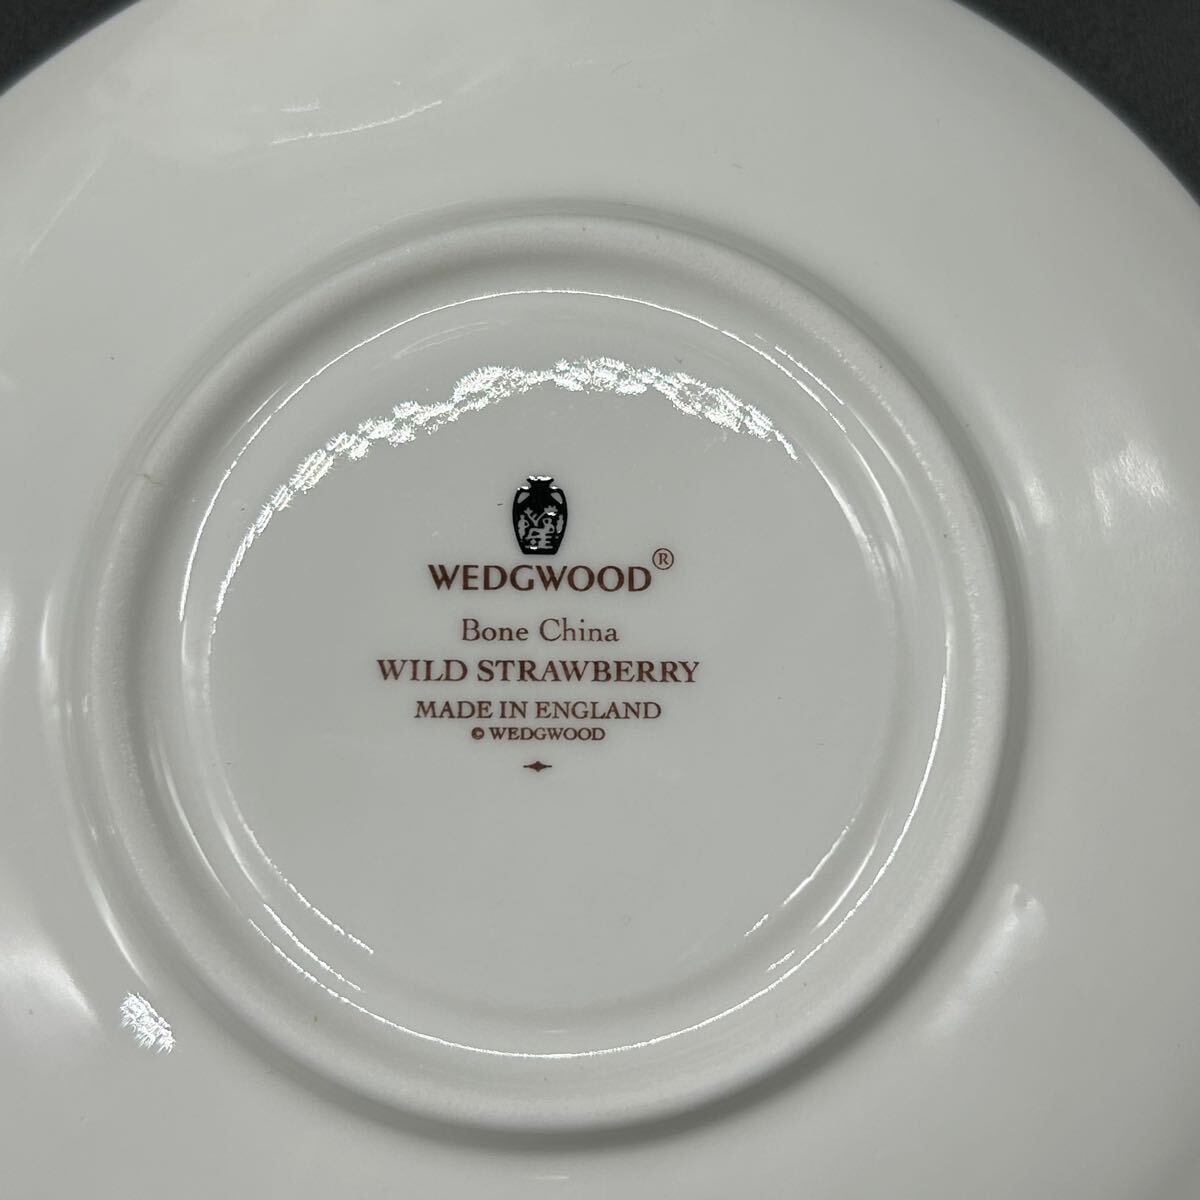 WEDGWOOD®
Bone China
WILD STRAWBERRY
MADE IN ENGLAND
© WEDGWOOD